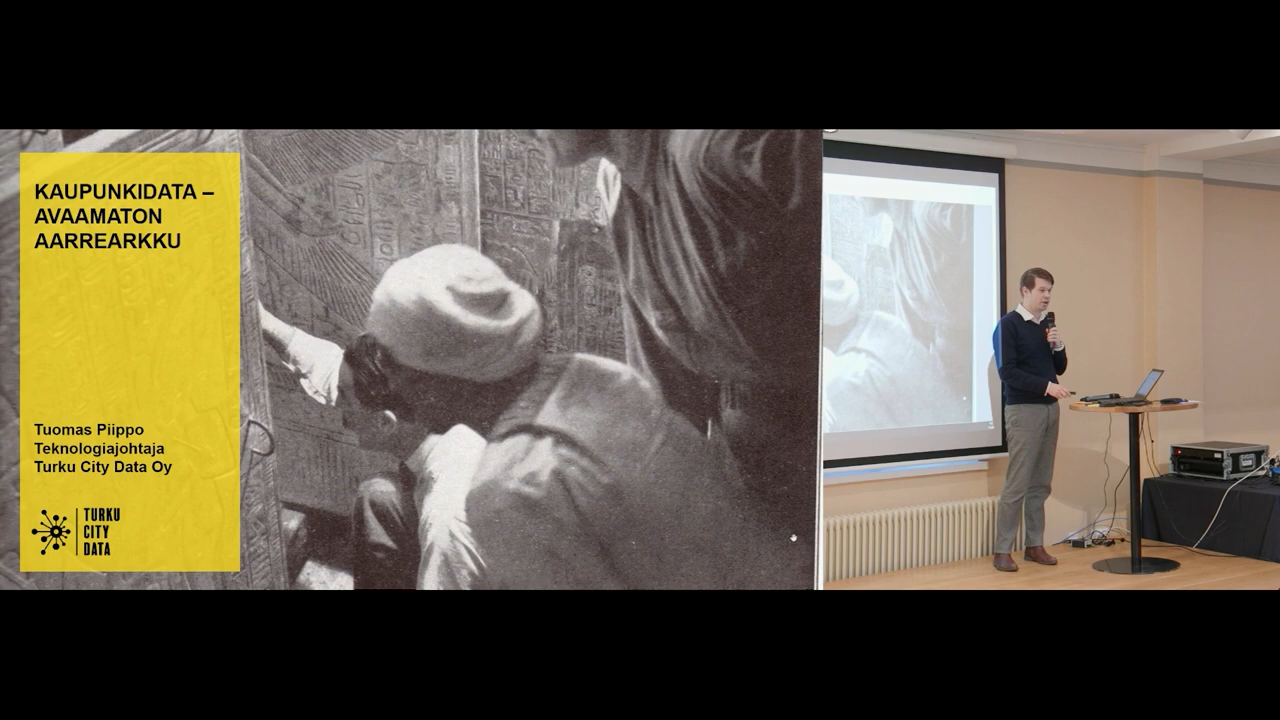 KAUPUNKIDATA –
AVAAMATON
AARREARKKU
Tuomas Piippo
Teknologiajohtaja
Turku City Data Oy
TURKU
CITY
DATA